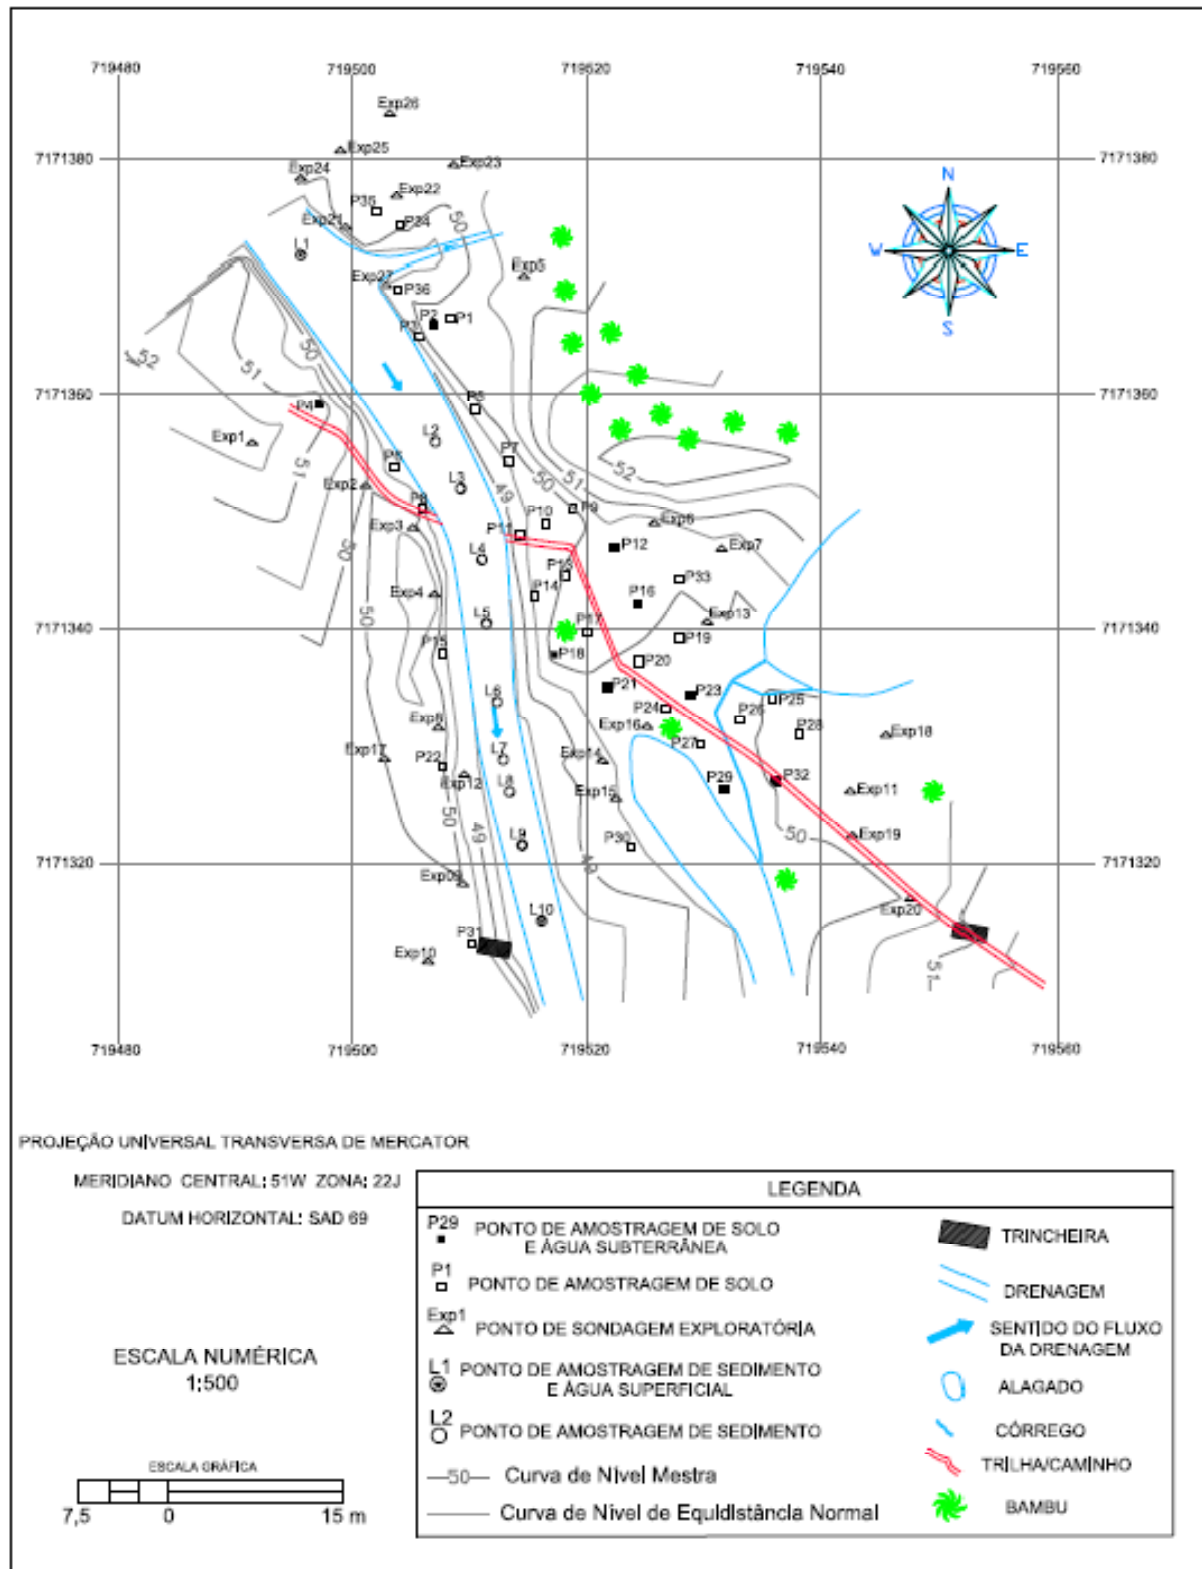 719480 719500 719520 719540 719560
Exp26
Exp25
7171380 7171380
Exp24 Exp23
Exp22
P35
Exp21 P34 50
L1
N
W E
S
Exp27 Exp5
P36
P2 P1
P3
50
52 51 50
7171360 7171360
P4 P5
L2
Exp1 P7
P5 51 52
Exp2 51 L3 49 50
P6 P10 P9
Exp3 P11 Exp6
L4 P12 Exp7
50 P13
Exp4 P14 P33
P16
50 L5 P17 Exp13
7171340 7171340
P15 P18 P19
P20
L6 P21 P23 P25
P24 P26
Exp8 Exp16 P28 Exp18
Exp17 L7 P27
P22 Exp14
Exp12 L8 P29 P32 Exp11
Exp15
50 49 L9 P30 50 Exp19
7171320 49 7171320
Exp09
L10 Exp20
P31
Exp10 50 51
719480 719500 719520 719540 719560
PROJEÇÃO UNIVERSAL TRANSVERSA DE MERCATOR
MERIDIANO CENTRAL: 51W ZONA: 22J
DATUM HORIZONTAL: SAD 69
ESCALA NUMÉRICA
1:500
ESCALA GRÁFICA
7,5 0 15 m
LEGENDA
P29 PONTO DE AMOSTRAGEM DE SOLO
E ÁGUA SUBTERRÂNEA
P1 PONTO DE AMOSTRAGEM DE SOLO
Exp1 PONTO DE SONDAGEM EXPLORATÓRIA
L1 PONTO DE AMOSTRAGEM DE SEDIMENTO
E ÁGUA SUPERFICIAL
L2 PONTO DE AMOSTRAGEM DE SEDIMENTO
50 Curva de Nível Mestra
Curva de Nível de Equidistância Normal
TRINCHEIRA
DRENAGEM
SENTIDO DO FLUXO
DA DRENAGEM
ALAGADO
CÓRREGO
TRILHA/CAMINHO
BAMBU